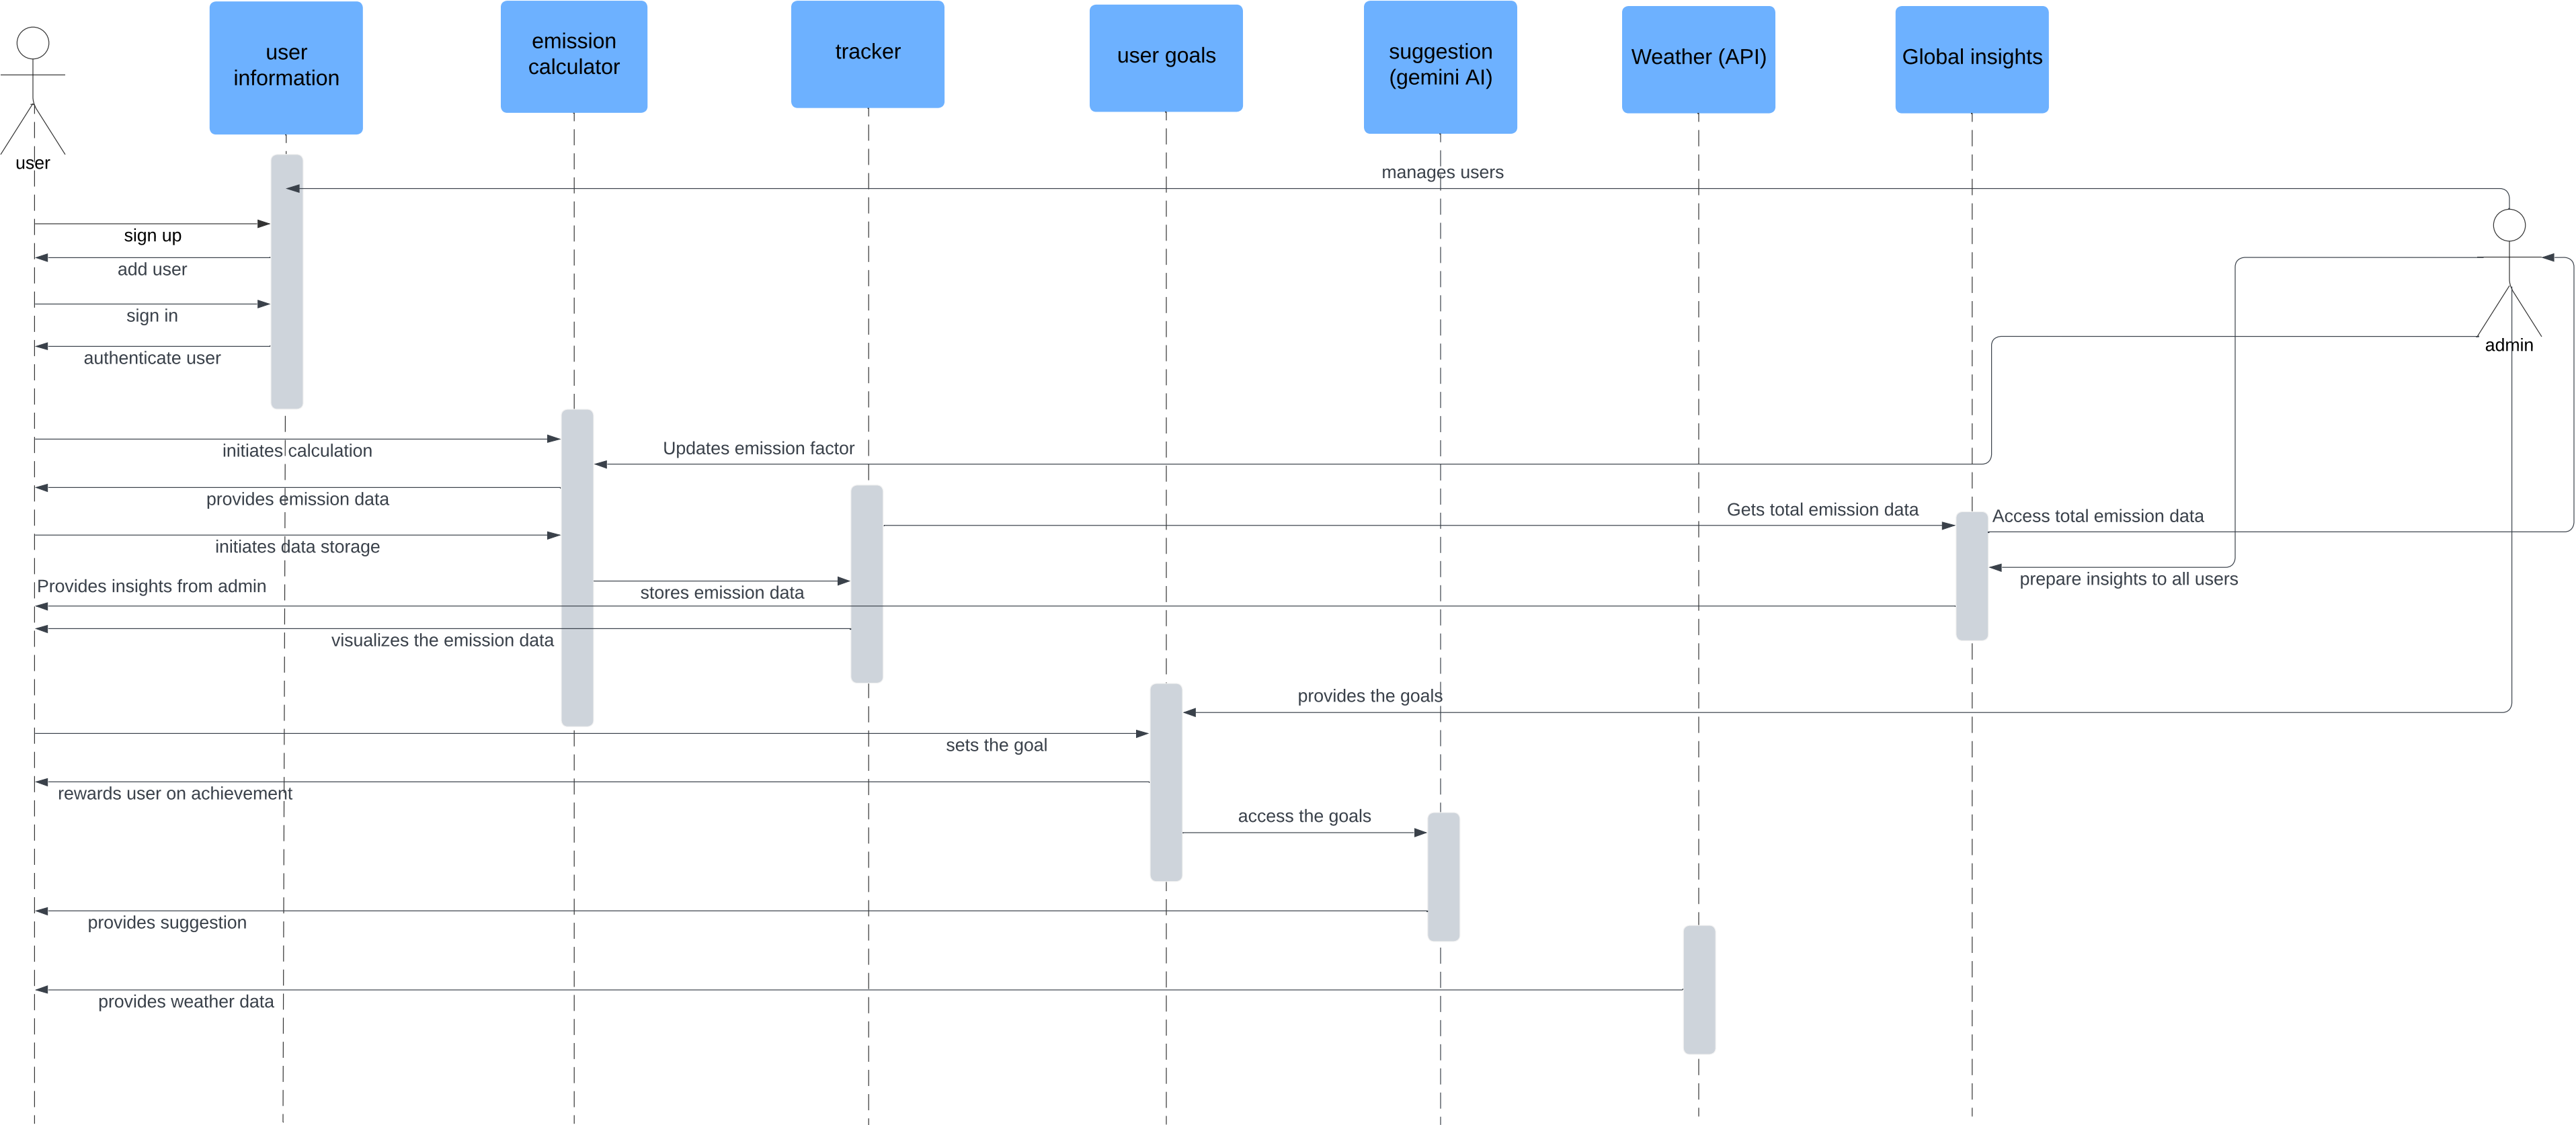 user
information
emission
calculator
tracker
user goals
suggestion
(gemini AI)
Weather (API)
Global insights
user
manages users
sign up
add user
sign in
admin
authenticate user
initiates calculation
Updates emission factor
provides emission data
Gets total emission data
Access total emission data
initiates data storage
Provides insights from admin
stores emission data
prepare insights to all users
visualizes the emission data
provides the goals
sets the goal
rewards user on achievement
access the goals
provides suggestion
provides weather data